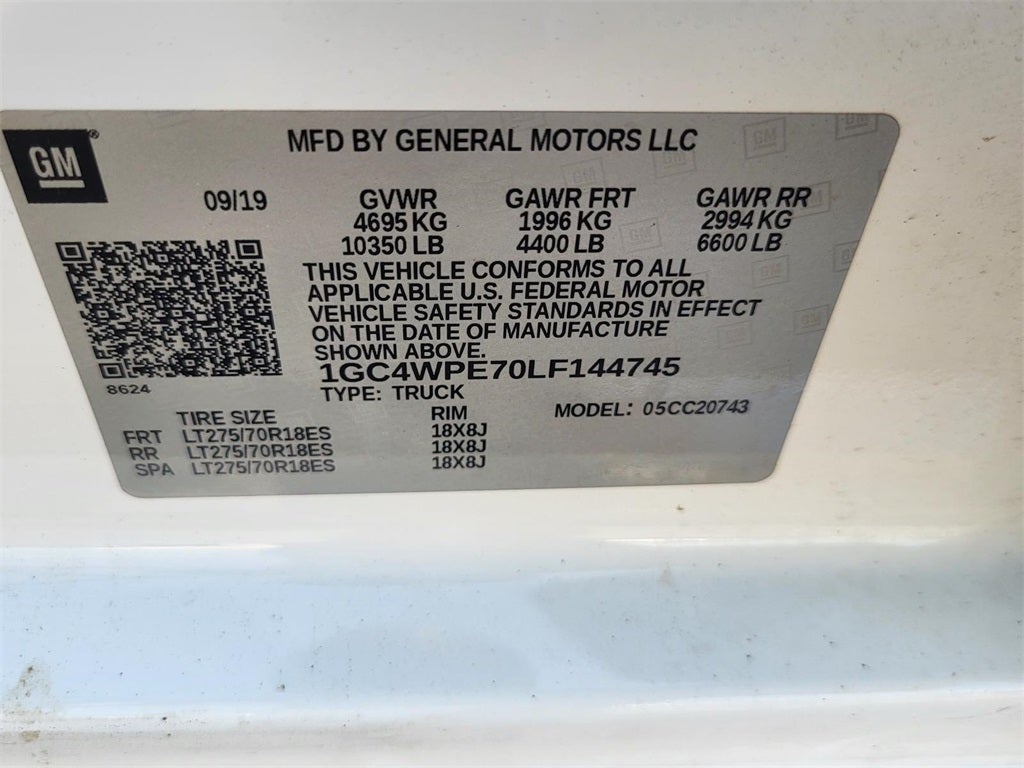 GM®
MFD BY GENERAL MOTORS LLC
09/19 GVWR GAWR FRT GAWR RR
4695 KG 1996 KG 2994 KG
10350 LB 4400 LB 6600 LB
THIS VEHICLE CONFORMS TO ALL
APPLICABLE U.S. FEDERAL MOTOR
VEHICLE SAFETY STANDARDS IN EFFECT
ON THE DATE OF MANUFACTURE
SHOWN ABOVE.
1GC4WPE70LF144745
8624
TYPE: TRUCK
TIRE SIZE RIM MODEL: 05CC20743
FRT LT275/70R18ES 18X8J
RR LT275/70R18ES 18X8J
SPA LT275/70R18ES 18X8J